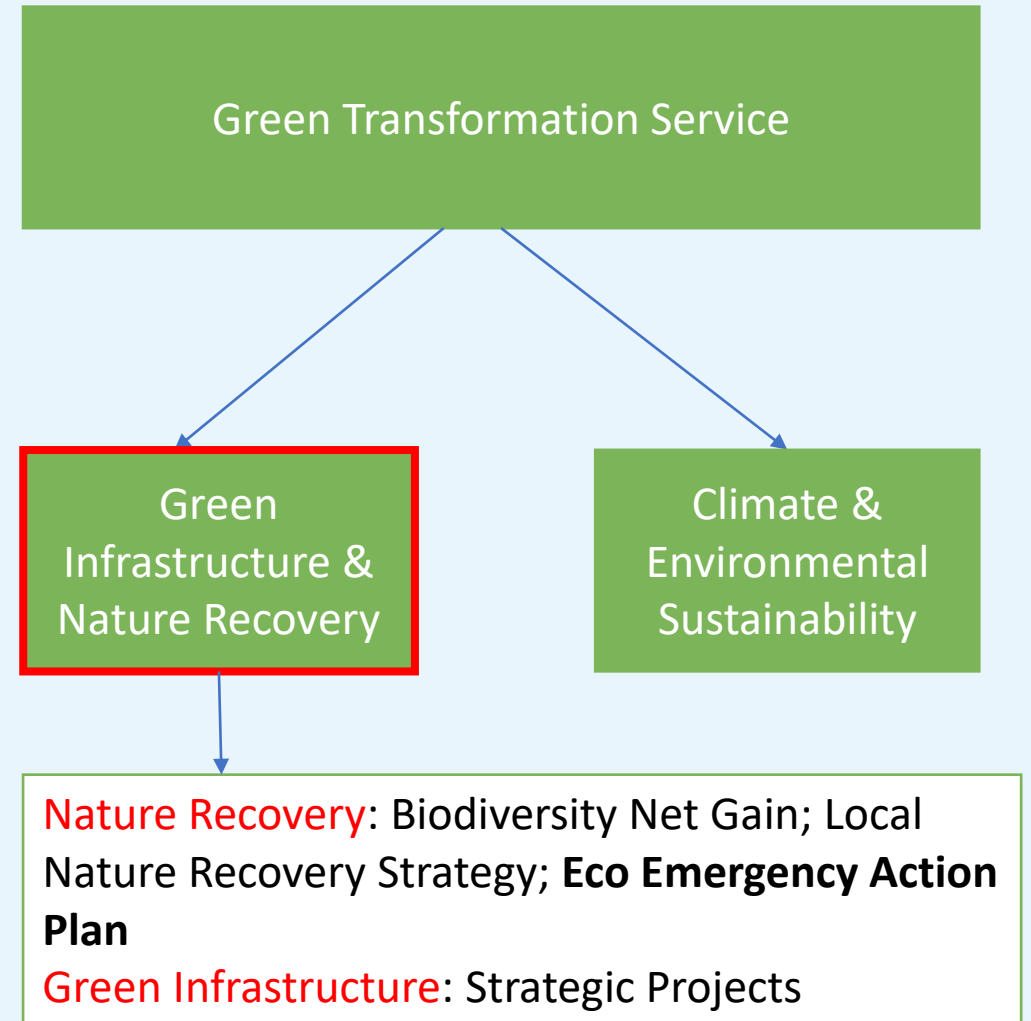 Green Transformation Service
Green
Infrastructure &
Nature Recovery
Climate &
Environmental
Sustainability
Nature Recovery: Biodiversity Net Gain; Local
Nature Recovery Strategy; Eco Emergency Action
Plan
Green Infrastructure: Strategic Projects